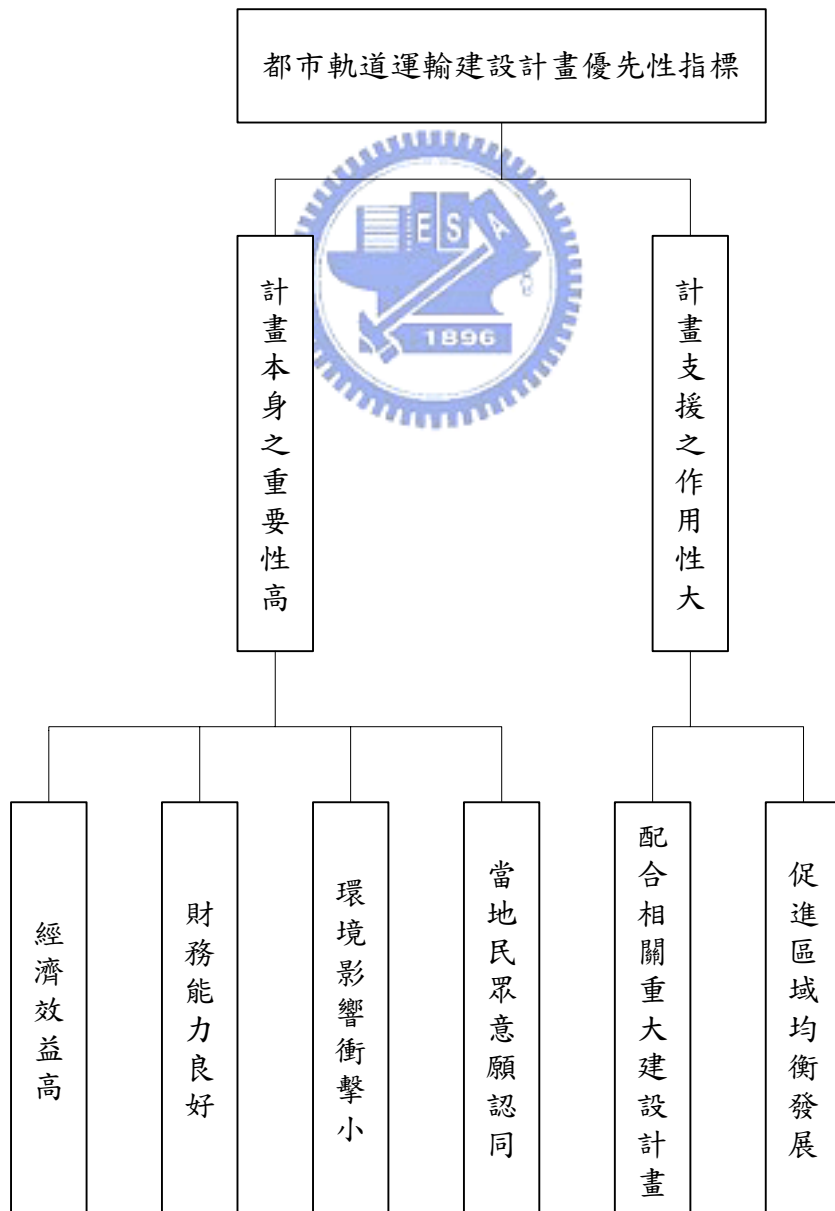 都市軌道運輸建設計畫優先性指標
E S A
1896
計畫本身之重要性高
計畫支援之作用性大
經濟效益高
財務能力良好
環境影響衝擊小
當地民眾意願認同
配合相關重大建設計畫
促進區域均衡發展